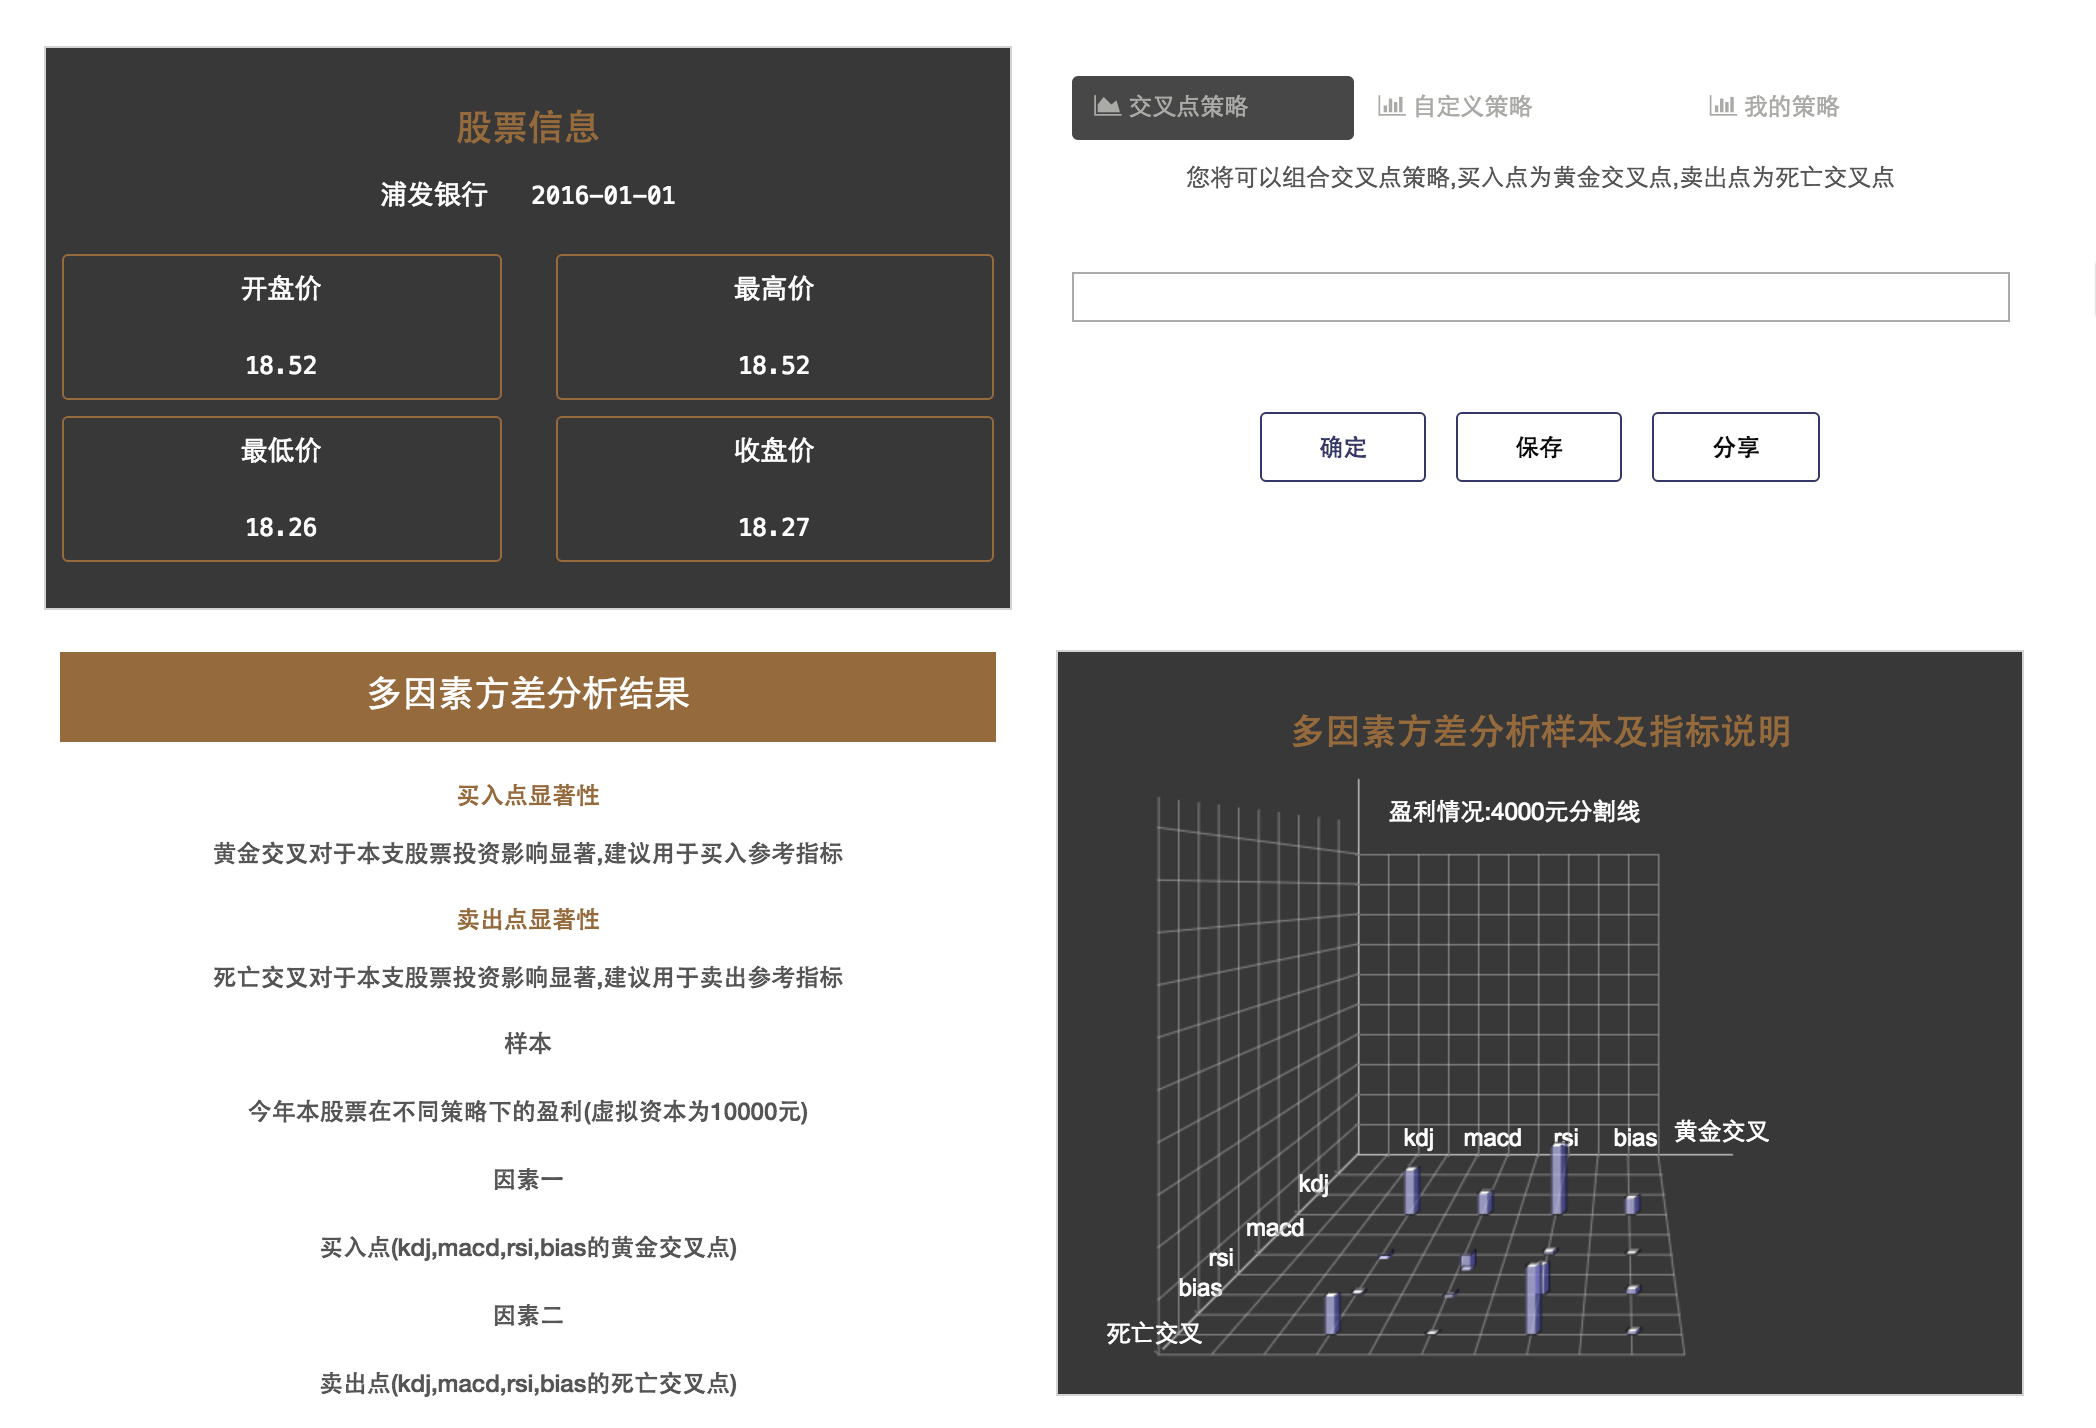 股票信息
浦发银行 2016-01-01
开盘价
18.52
最高价
18.52
最低价
18.26
收盘价
18.27
交叉点策略
自定义策略
我的策略
您将可以组合交叉点策略,买入点为黄金交叉点,卖出点为死亡交叉点
确定
保存
分享
多因素方差分析结果
买入点显著性
黄金交叉对于本支股票投资影响显著,建议用于买入参考指标
卖出点显著性
死亡交叉对于本支股票投资影响显著,建议用于卖出参考指标
样本
今年本股票在不同策略下的盈利(虚拟资本为10000元)
因素一
买入点(kdj,macd,rsi,bias的黄金交叉点)
因素二
卖出点(kdj,macd,rsi,bias的死亡交叉点)
多因素方差分析样本及指标说明
盈利情况:4000元分割线
kdj macd rsi bias 黄金交叉
kdj
macd
rsi
bias
死亡交叉